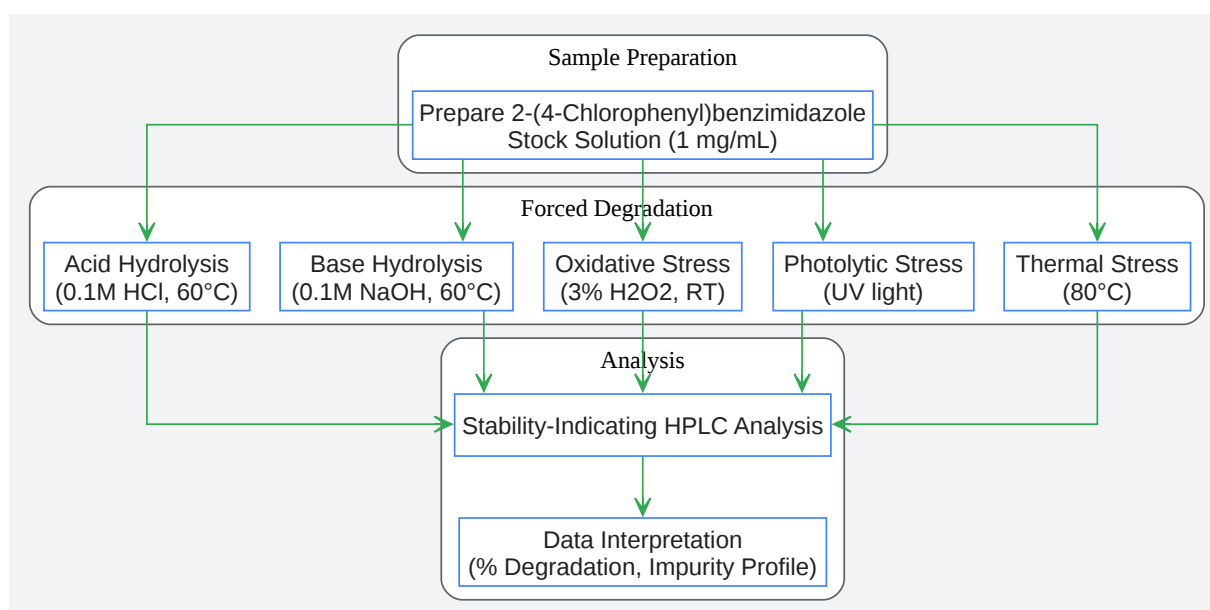 Sample Preparation
Prepare 2-(4-Chlorophenyl)benzimidazole
Stock Solution (1 mg/mL)
Forced Degradation
Acid Hydrolysis
(0.1M HCl, 60°C)
Base Hydrolysis
(0.1M NaOH, 60°C)
Oxidative Stress
(3% H2O2, RT)
Photolytic Stress
(UV light)
Thermal Stress
(80°C)
Analysis
Stability-Indicating HPLC Analysis
Data Interpretation
(% Degradation, Impurity Profile)